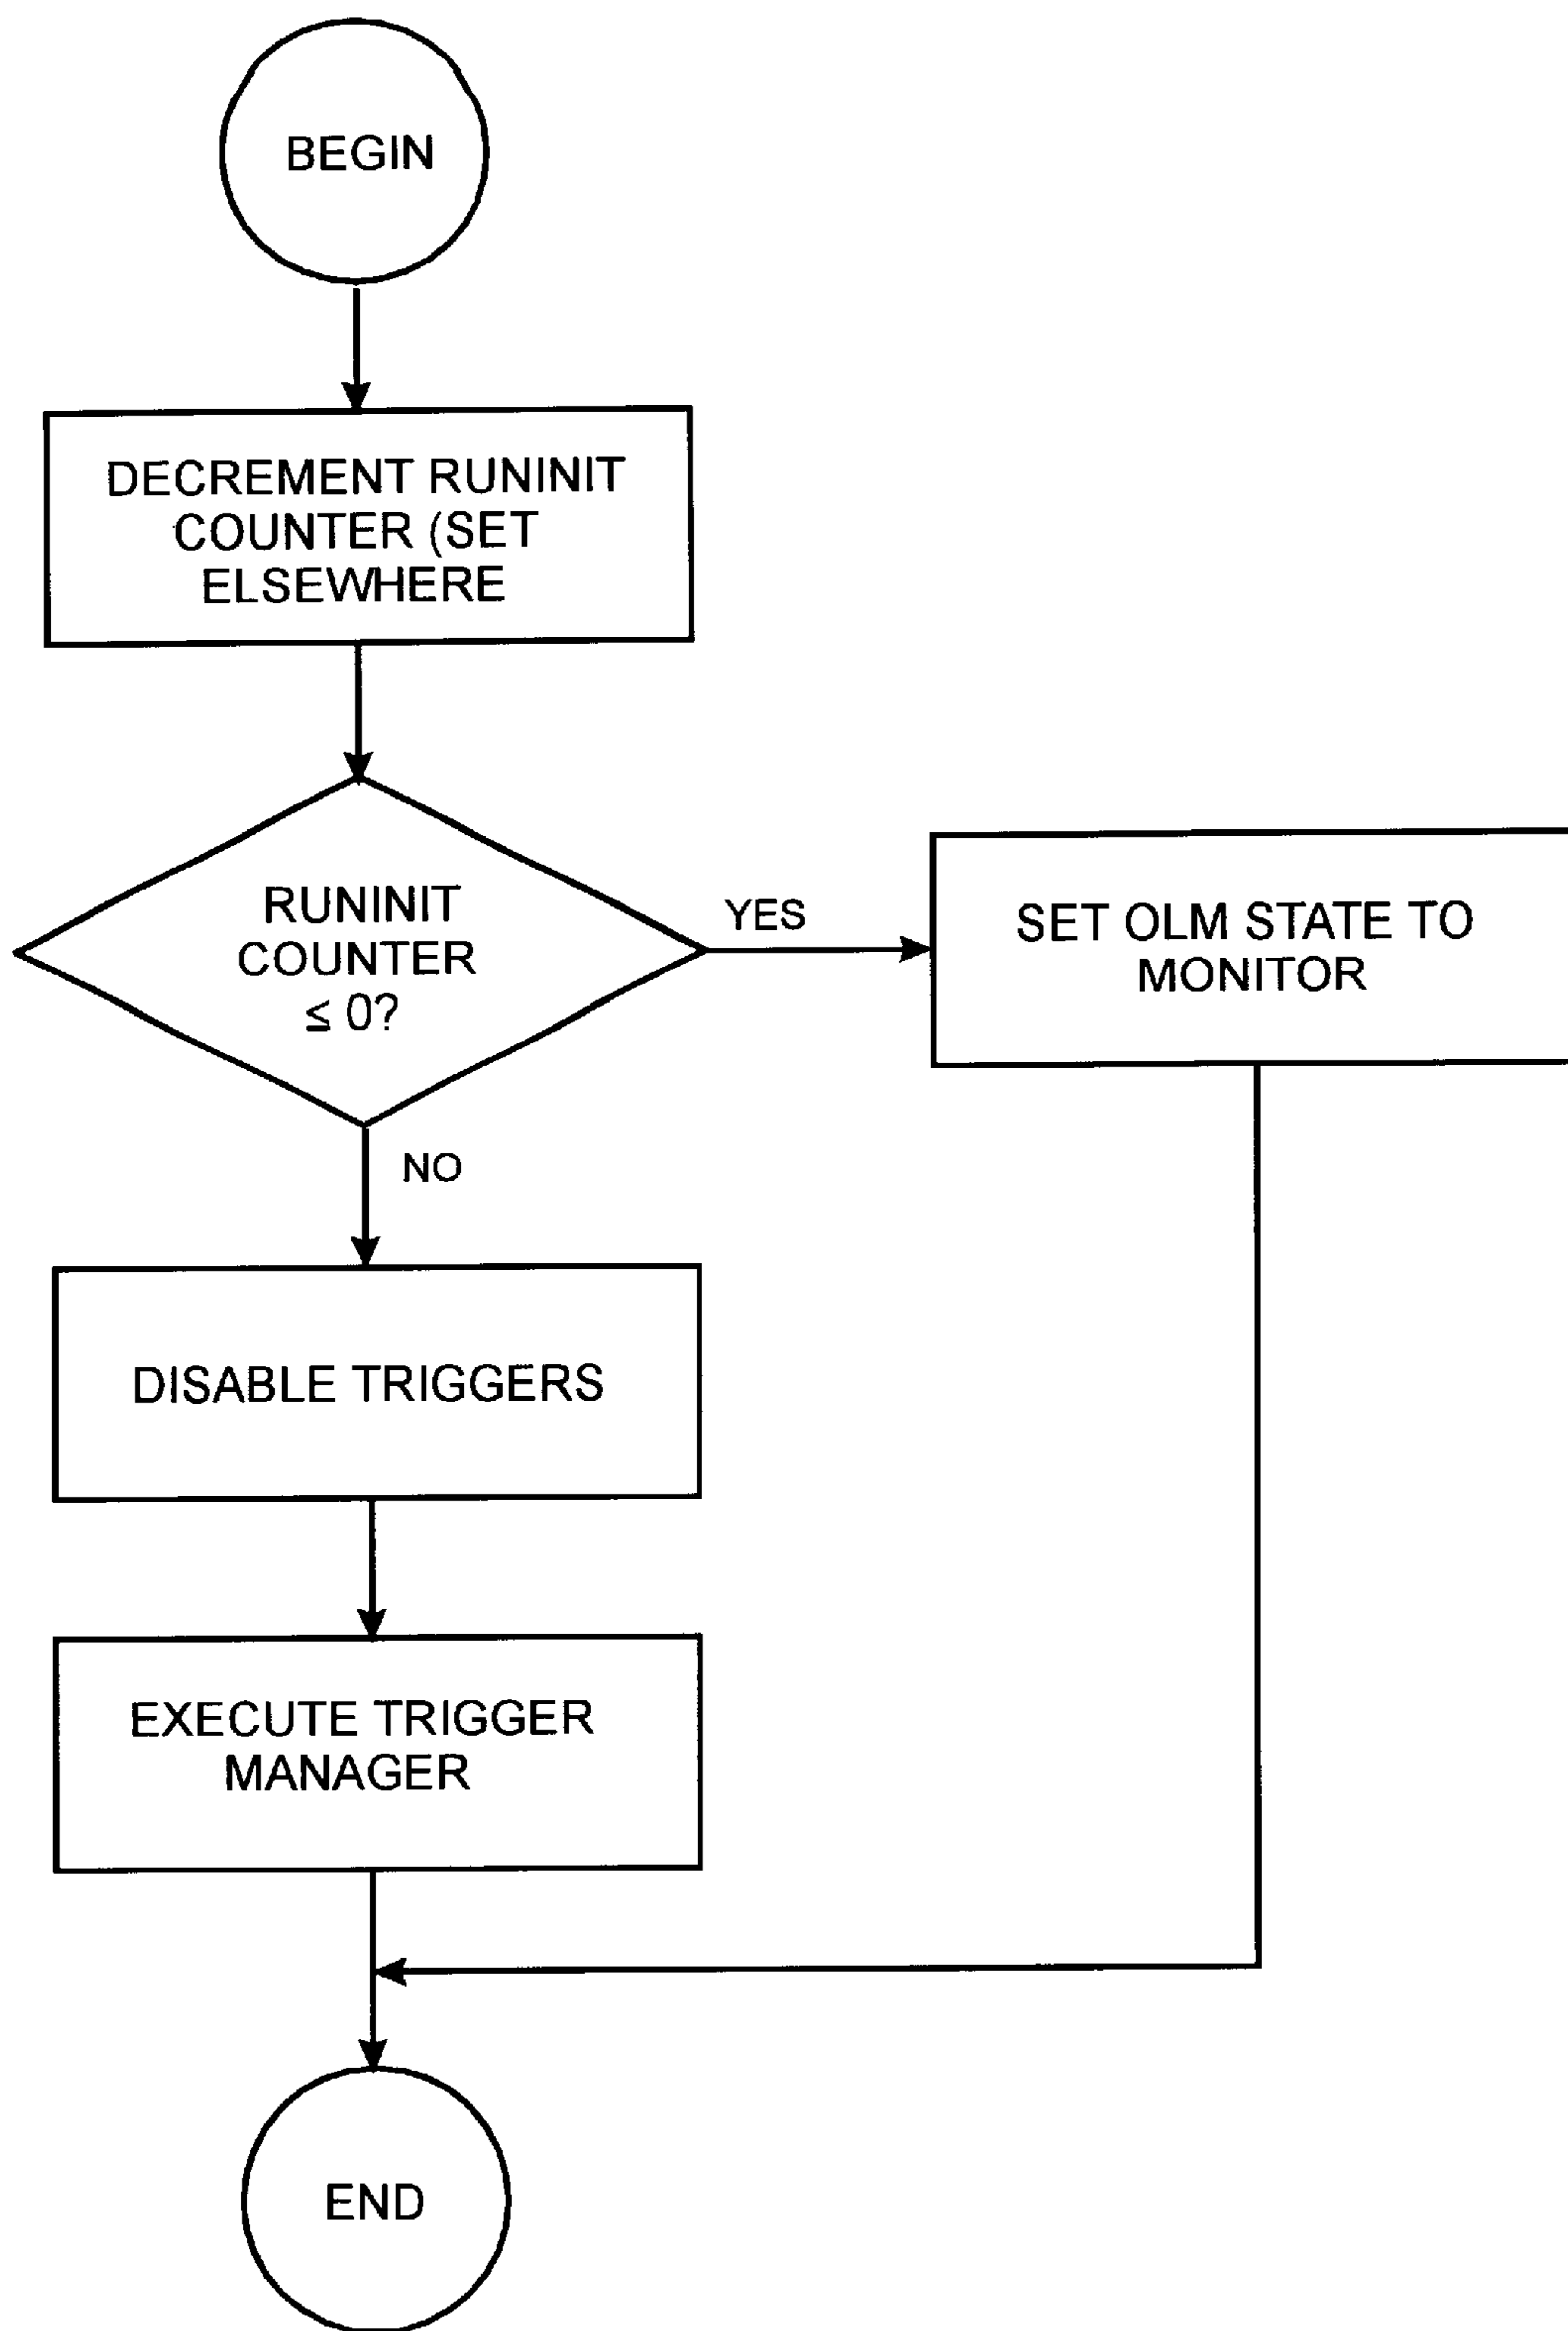 BEGIN
DECREMENT RUNINIT
COUNTER (SET
ELSEWHERE
RUNINIT
COUNTER
≤ 0?
YES
SET OLM STATE TO
MONITOR
NO
DISABLE TRIGGERS
EXECUTE TRIGGER
MANAGER
END